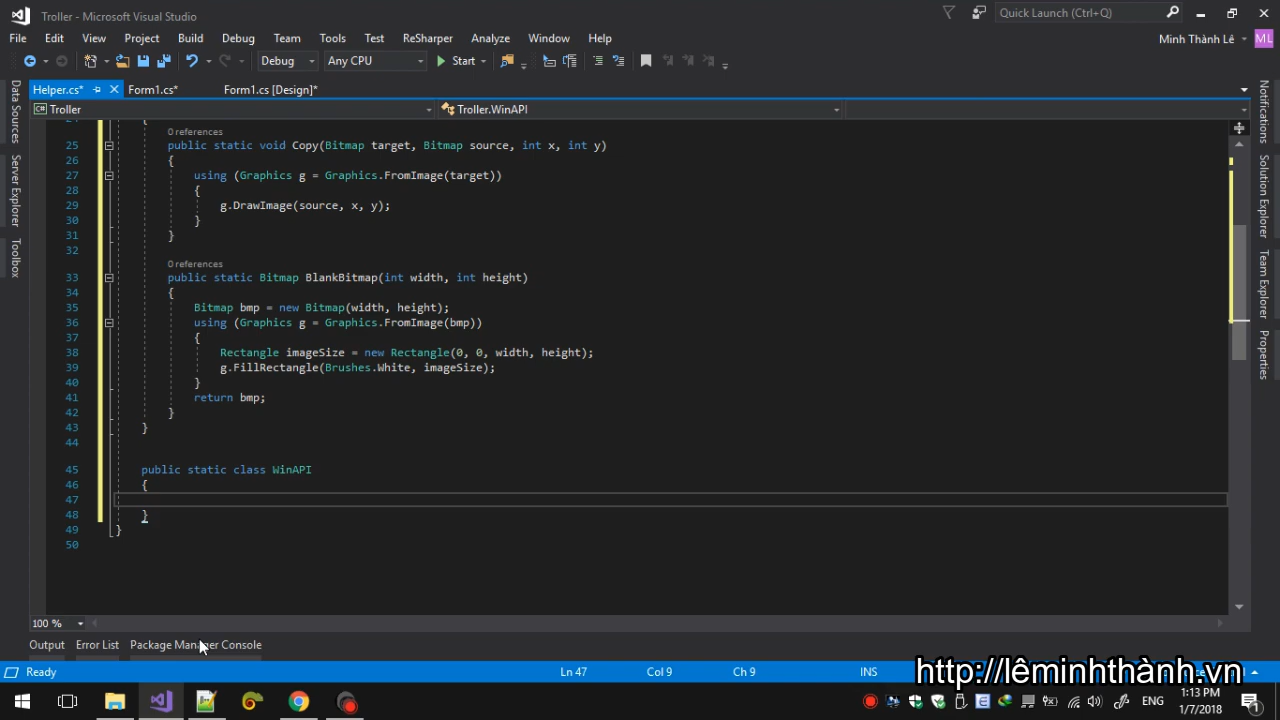 Troller - Microsoft Visual Studio
Quick Launch (Ctrl+Q)
File Edit View Project Build Debug Team Tools Test ReSharper Analyze Window Help
Minh Thành Lê ML
Debug Any CPU Start
Helper.cs* Form1.cs* Form1.cs [Design]*
Troller Troller.WinAPI
Data Sources
Server Explorer
Toolbox
Notifications
Solution Explorer
Team Explorer
Properties
24 {
0 references
25 public static void Copy(Bitmap target, Bitmap source, int x, int y)
26 {
27 using (Graphics g = Graphics.FromImage(target))
28 {
29 g.DrawImage(source, x, y);
30 }
31 }
32
0 references
33 public static Bitmap BlankBitmap(int width, int height)
34 {
35 Bitmap bmp = new Bitmap(width, height);
36 using (Graphics g = Graphics.FromImage(bmp))
37 {
38 Rectangle imageSize = new Rectangle(0, 0, width, height);
39 g.FillRectangle(Brushes.White, imageSize);
40 }
41 return bmp;
42 }
43 }
44
45 public static class WinAPI
46 {
47
48 }
49 }
50
100 %
Output Error List Package Manager Console
Ready Ln 47 Col 9 Ch 9 INS
http://lêminhthành.vn
ENG 1:13 PM
1/7/2018